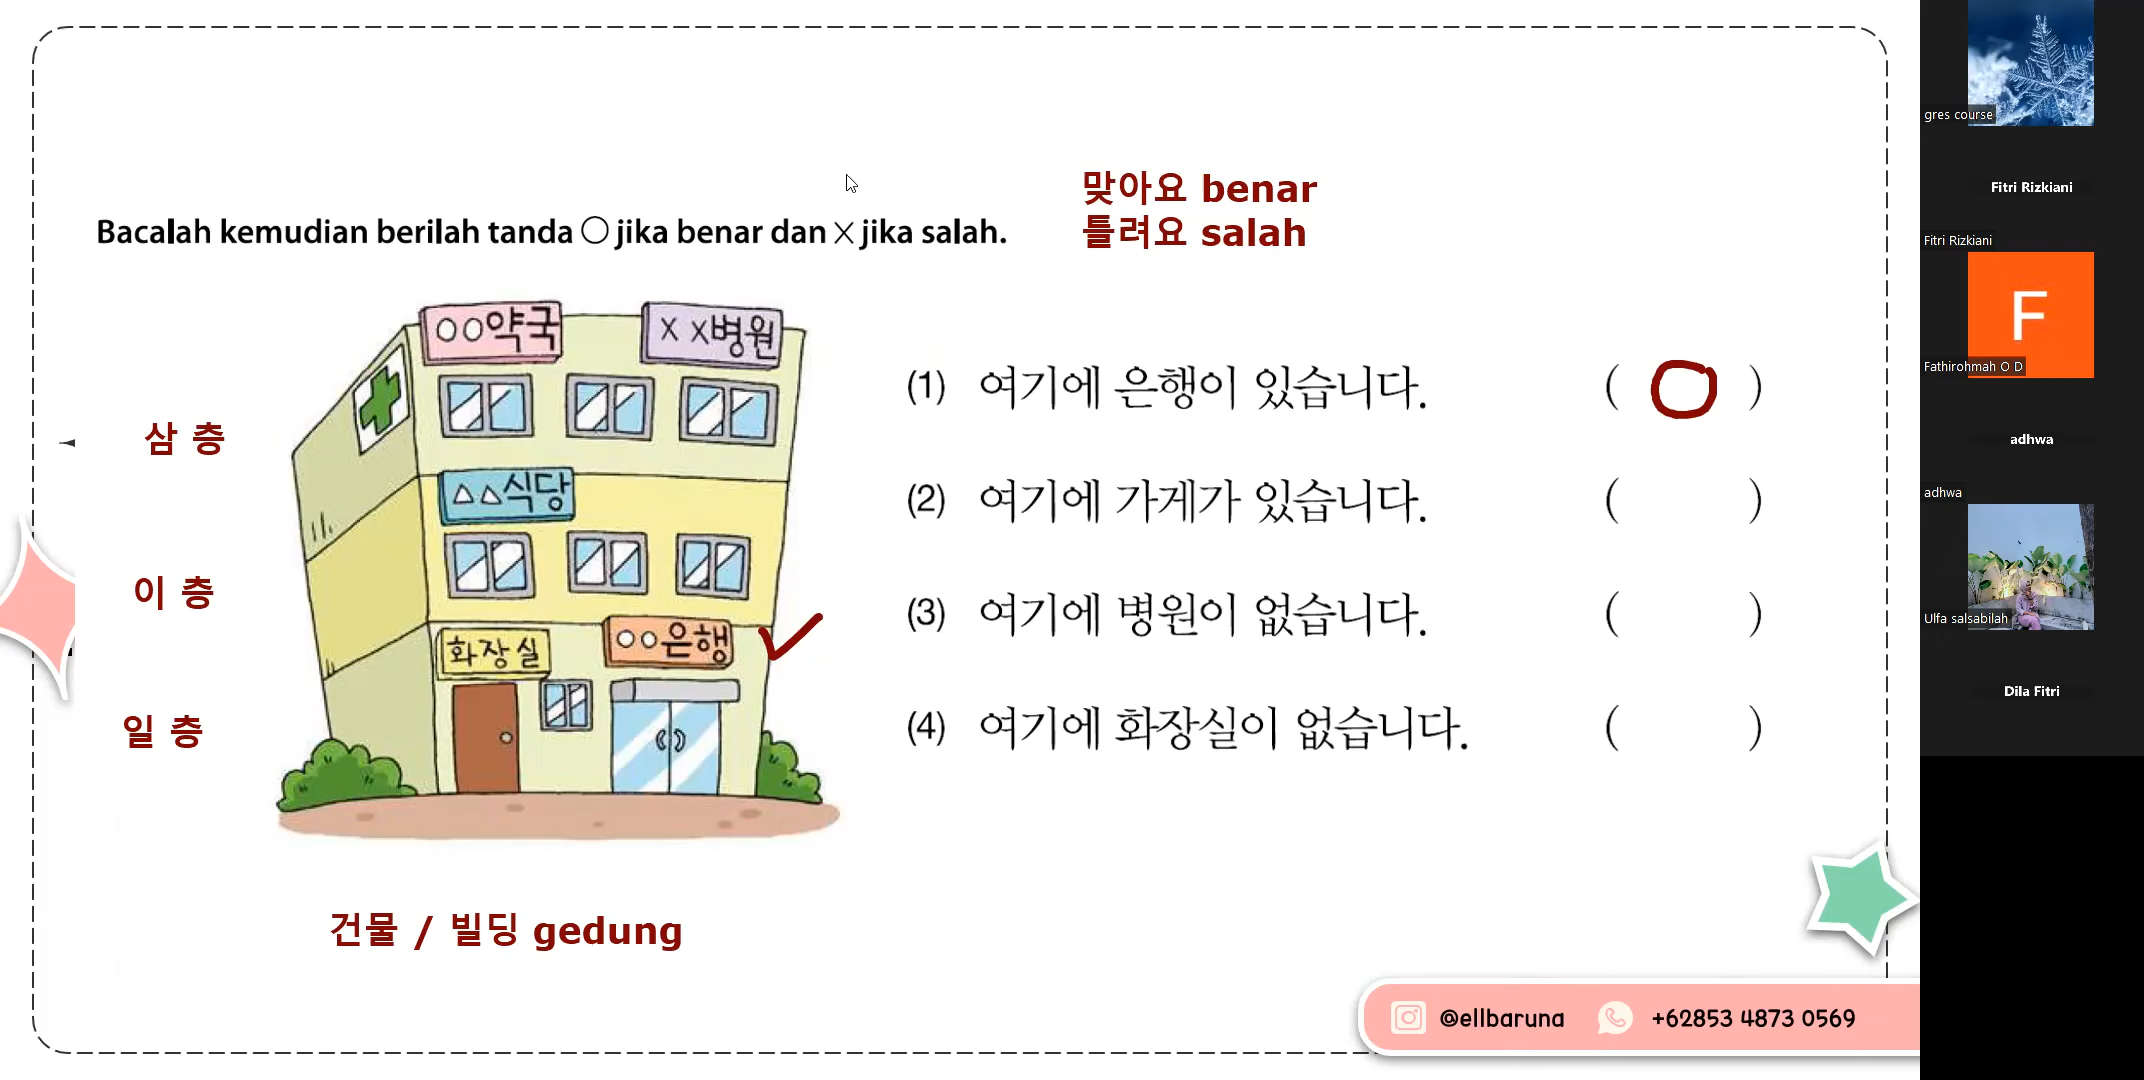 맞아요 benar
틀려요 salah
Bacalah kemudian berilah tanda ○ jika benar dan × jika salah.
○○약국
X X병원
삼 층
△△식당
이 층
화장실
○○은행
일 층
건물 / 빌딩 gedung
(1) 여기에 은행이 있습니다. ( ○ )
(2) 여기에 가게가 있습니다. ( )
(3) 여기에 병원이 없습니다. ( )
(4) 여기에 화장실이 없습니다. ( )
@ellbaruna +62853 4873 0569
gres course
Fitri Rizkiani
Fitri Rizkiani
F
Fathirohmah O D
adhwa
adhwa
Ulfa salsabilah
Dila Fitri